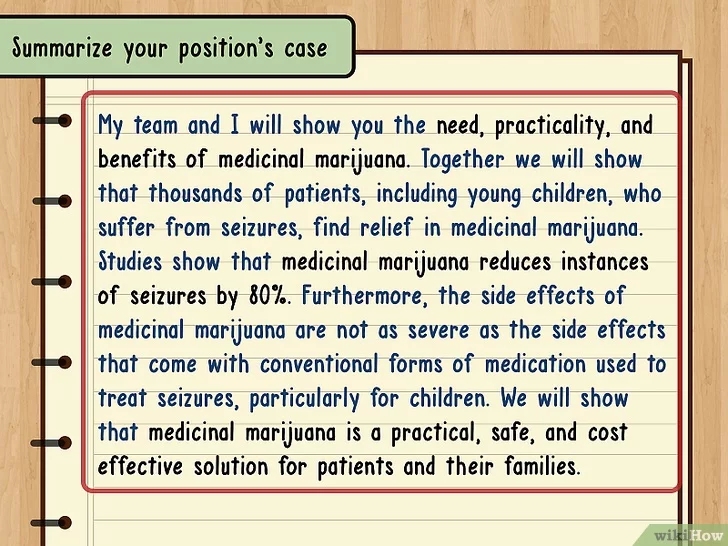 Summarize your position's case
My team and I will show you the need, practicality, and
benefits of medicinal marijuana. Together we will show
that thousands of patients, including young children, who
suffer from seizures, find relief in medicinal marijuana.
Studies show that medicinal marijuana reduces instances
of seizures by 80%. Furthermore, the side effects of
medicinal marijuana are not as severe as the side effects
that come with conventional forms of medication used to
treat seizures, particularly for children. We will show
that medicinal marijuana is a practical, safe, and cost
effective solution for patients and their families.
wikiHow